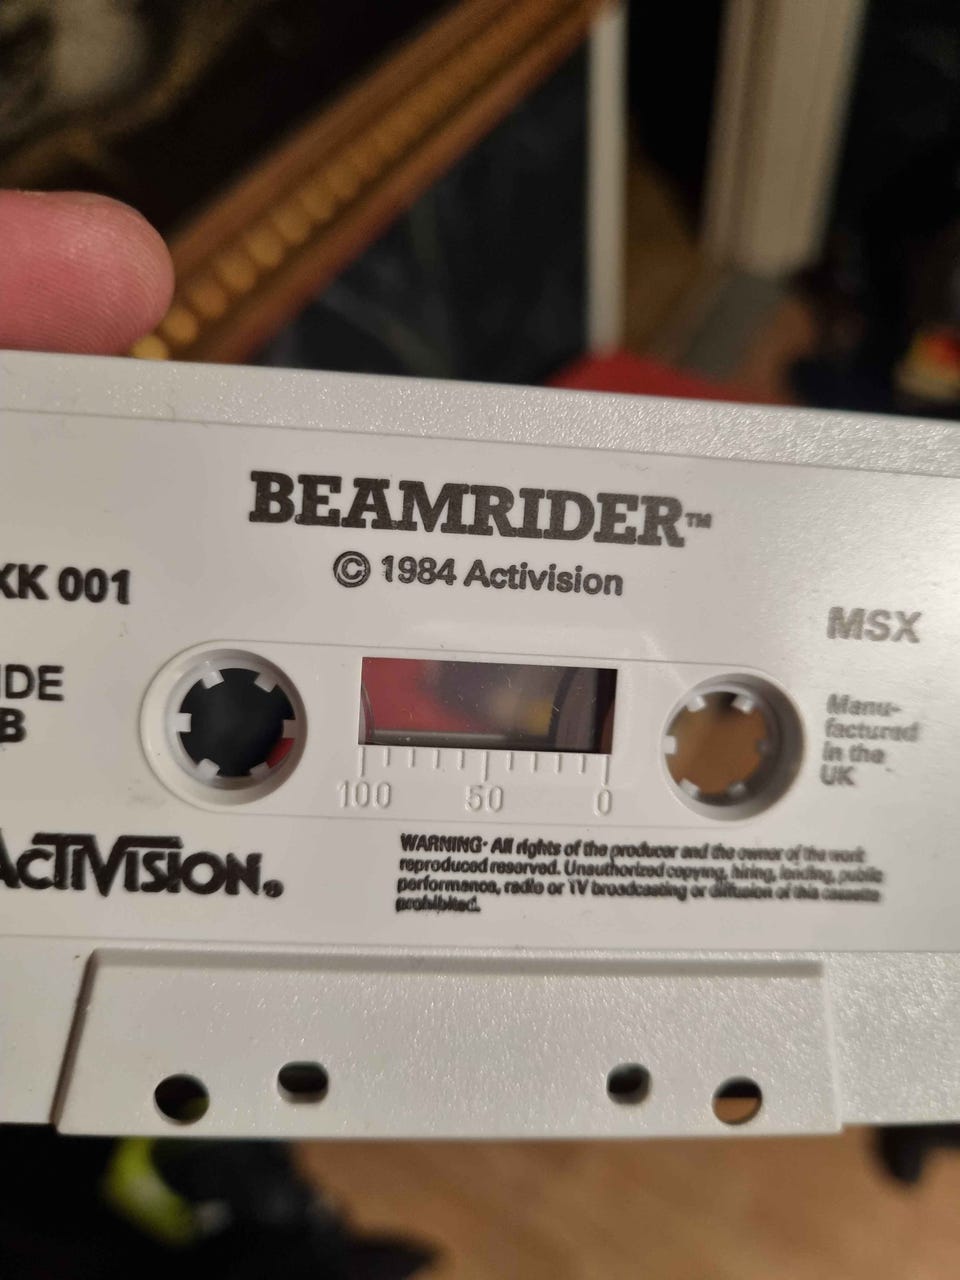 BEAMRIDER™
© 1984 Activision
KK 001
MSX
IDE
B
Manu-
factured
in the
UK
100 50 0
ACTIVISION®
WARNING· All rights of the producer and the owner of the work
reproduced reserved. Unauthorized copying, hiring, lending, public
performance, radio or TV broadcasting or diffusion of this cassette
prohibited.